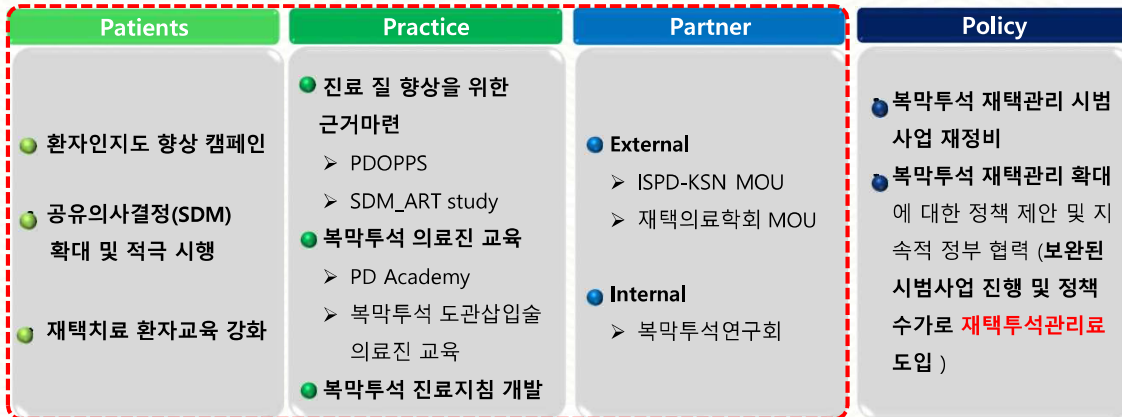 Patients
환자인지도 향상 캠페인
공유의사결정(SDM)
확대 및 적극 시행
재택치료 환자교육 강화
Practice
진료 질 향상을 위한
근거마련
➢ PDOPPS
➢ SDM_ART study
복막투석 의료진 교육
➢ PD Academy
➢ 복막투석 도관삽입술
의료진 교육
복막투석 진료지침 개발
Partner
External
➢ ISPD-KSN MOU
➢ 재택의료학회 MOU
Internal
➢ 복막투석연구회
Policy
복막투석 재택관리 시범
사업 재정비
복막투석 재택관리 확대
에 대한 정책 제안 및 지
속적 정부 협력 (보완된
시범사업 진행 및 정책
수가로 재택투석관리료
도입 )